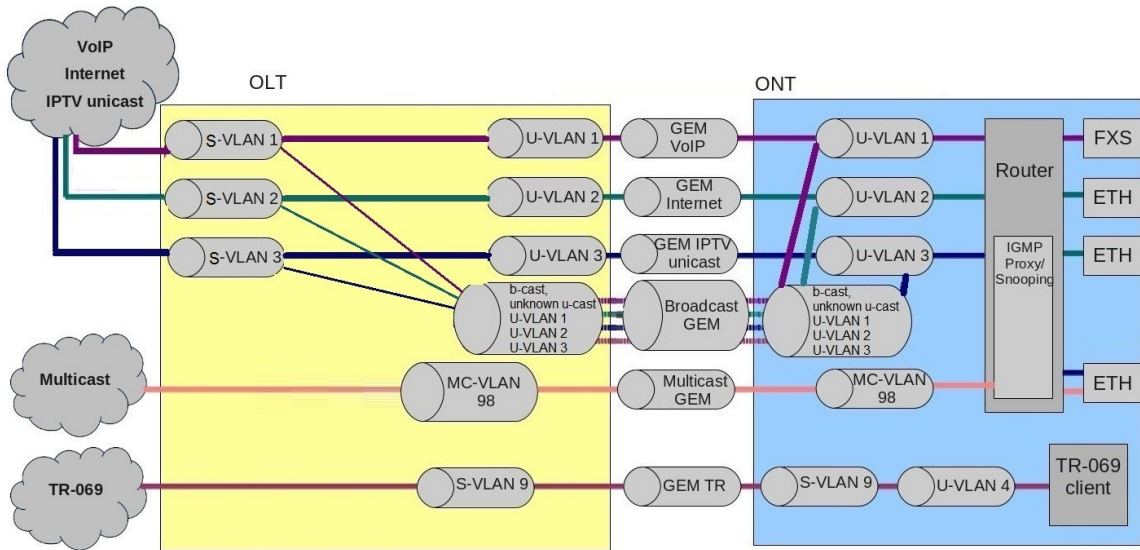 VoIP
Internet
IPTV unicast
OLT
ONT
S-VLAN 1
U-VLAN 1
GEM
VoIP
U-VLAN 1
FXS
Router
S-VLAN 2
U-VLAN 2
GEM
Internet
U-VLAN 2
ETH
S-VLAN 3
U-VLAN 3
GEM IPTV
unicast
U-VLAN 3
IGMP
Proxy/
Snooping
ETH
b-cast,
unknown u-cast
U-VLAN 1
U-VLAN 2
U-VLAN 3
Broadcast
GEM
b-cast,
unknown u-cast
U-VLAN 1
U-VLAN 2
U-VLAN 3
Multicast
MC-VLAN
98
Multicast
GEM
MC-VLAN
98
ETH
TR-069
S-VLAN 9
GEM TR
S-VLAN 9
U-VLAN 4
TR-069
client